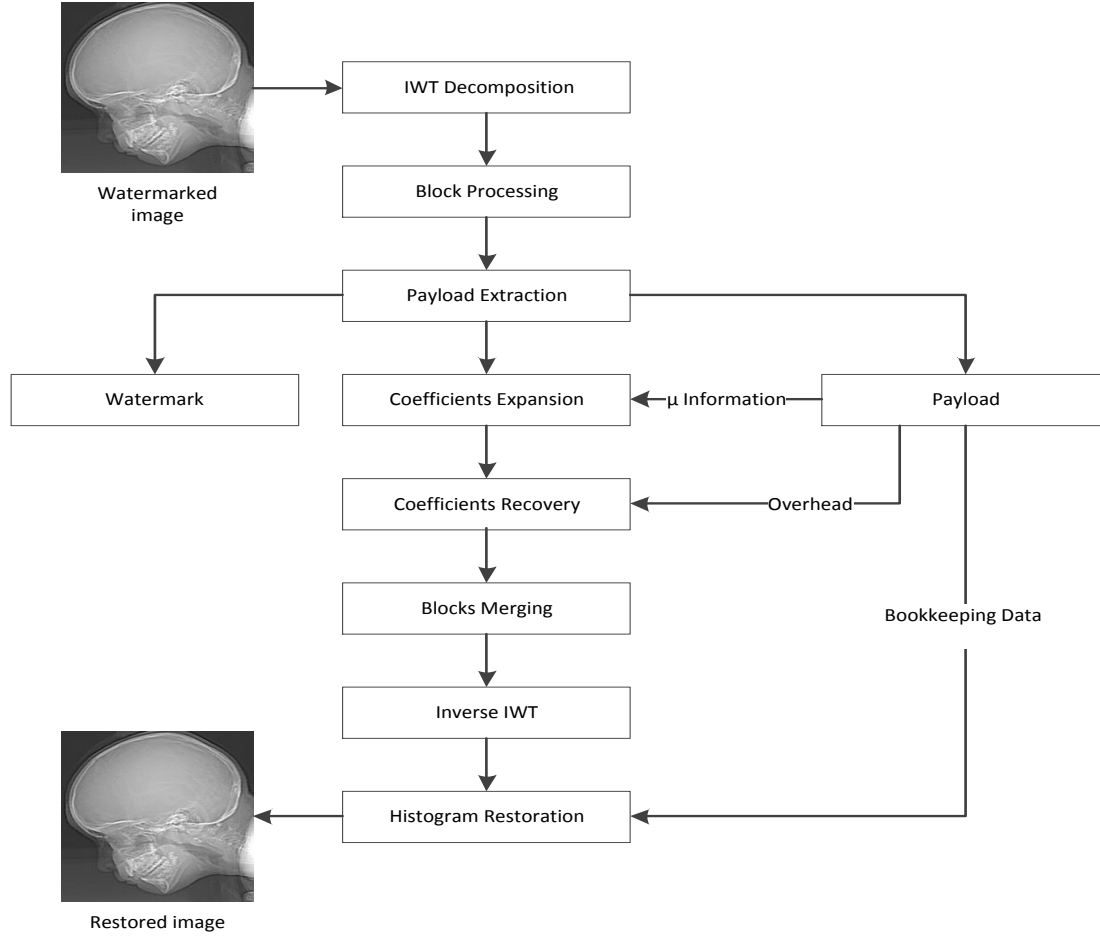 IWT Decomposition
Watermarked
image
Block Processing
Payload Extraction
Watermark
Coefficients Expansion
µ Information
Payload
Coefficients Recovery
Overhead
Blocks Merging
Bookkeeping Data
Inverse IWT
Histogram Restoration
Restored image